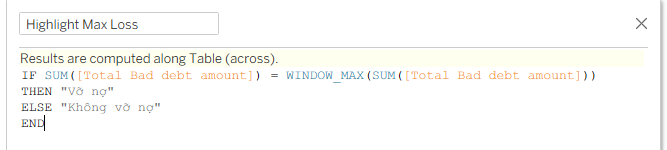 Highlight Max Loss
Results are computed along Table (across).
IF SUM([Total Bad debt amount]) = WINDOW_MAX(SUM([Total Bad debt amount]))
THEN "Vỡ nợ"
ELSE "Không vỡ nợ"
END